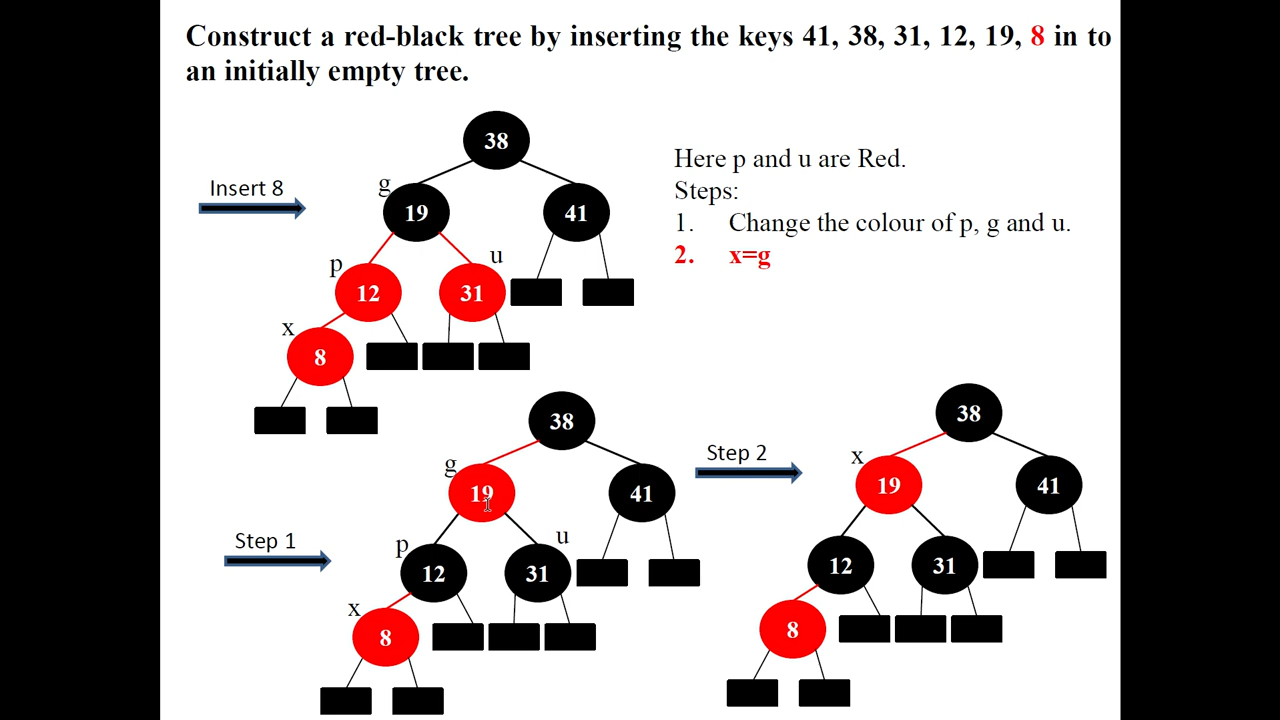 Construct a red-black tree by inserting the keys 41, 38, 31, 12, 19, 8 in to
an initially empty tree.
38
Here p and u are Red.
Insert 8
g
19
41
Steps:
1. Change the colour of p, g and u.
2. x=g
p
12
u
31
x
8
38
g
19
41
Step 1
p
12
u
31
x
8
Step 2
38
x
19
41
12
31
8